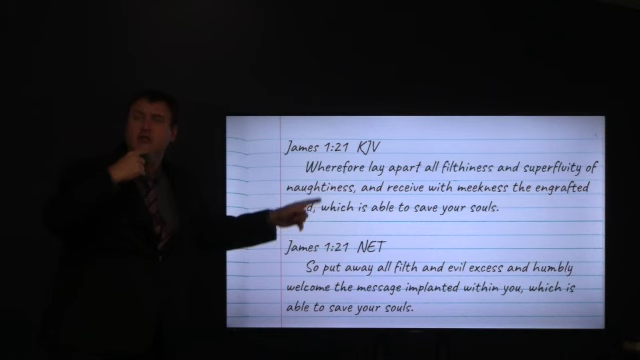 James 1:21 KJV
Wherefore lay apart all filthiness and superfluity of
naughtiness, and receive with meekness the engrafted
which is able to save your souls.
James 1:21 NET
So put away all filth and evil excess and humbly
welcome the message implanted within you, which is
able to save your souls.